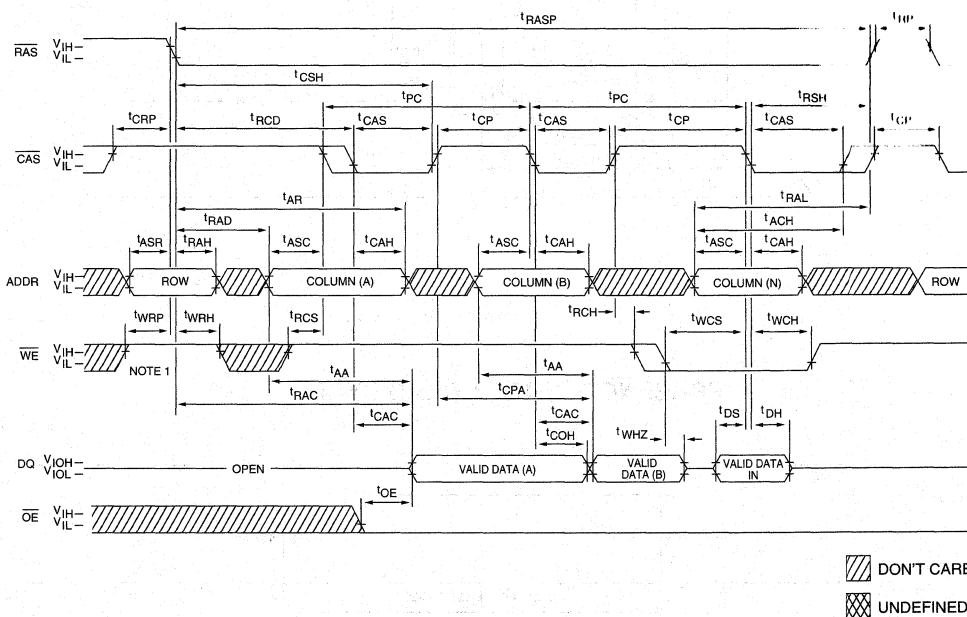 tRASP
tRP
RAS
VIH
VIL
tCSH
tPC
tPC
tRSH
tCRP
tRCD
tCAS
tCP
tCAS
tCP
tCAS
tCP
CAS
VIH
VIL
tAR
tRAL
tRAD
tACH
tASR
tRAH
tASC
tCAH
tASC
tCAH
tASC
tCAH
ADDR
VIH
VIL
ROW
COLUMN (A)
COLUMN (B)
COLUMN (N)
ROW
tRCH
tWRP
tWRH
tRCS
tWCS
tWCH
WE
VIH
VIL
NOTE 1
tAA
tAA
tRAC
tCPA
tCAC
tCAC
tCOH
tWHZ
tDS
tDH
DQ
VIOH
VIOL
OPEN
VALID DATA (A)
VALID
DATA (B)
VALID DATA
IN
tOE
OE
VIH
VIL
DON'T CARE
UNDEFINED